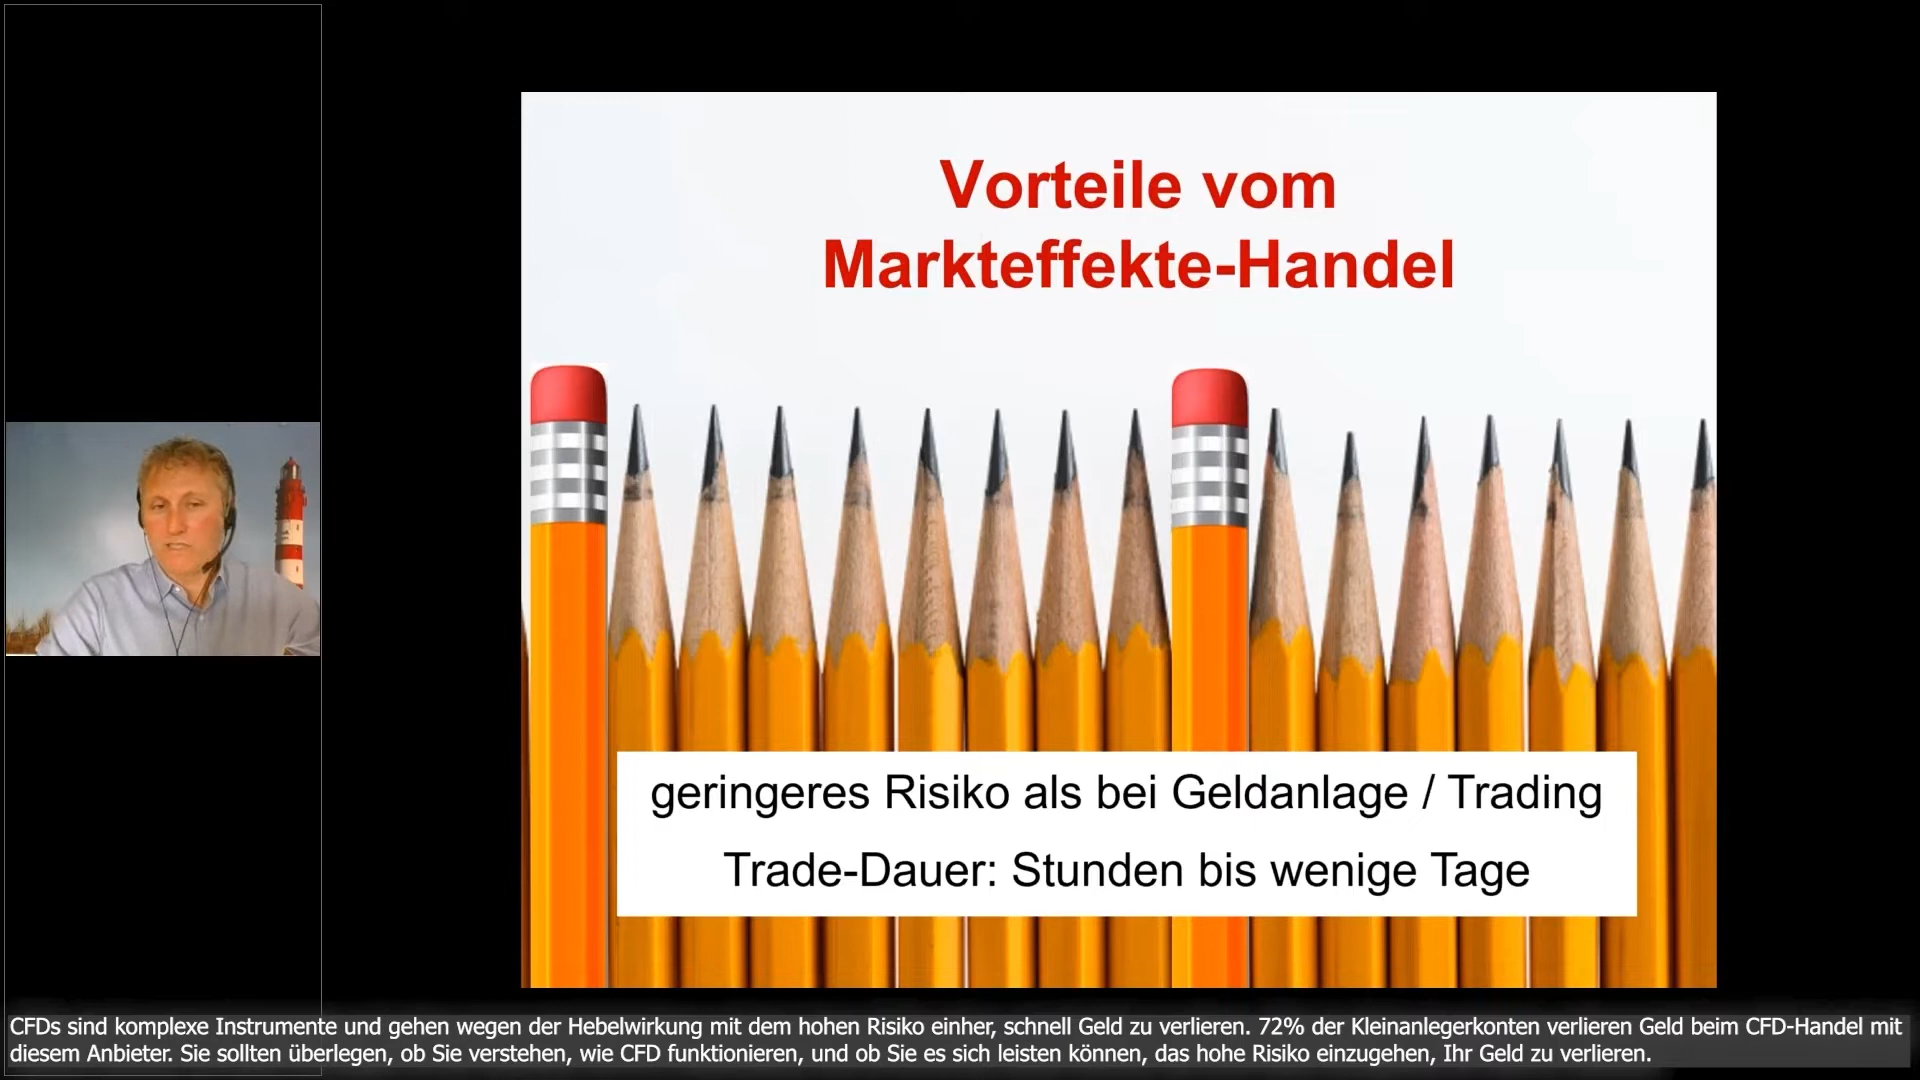 Vorteile vom
Markteffekte-Handel
geringeres Risiko als bei Geldanlage / Trading
Trade-Dauer: Stunden bis wenige Tage
CFDs sind komplexe Instrumente und gehen wegen der Hebelwirkung mit dem hohen Risiko einher, schnell Geld zu verlieren. 72% der Kleinanlegerkonten verlieren Geld beim CFD-Handel mit
diesem Anbieter. Sie sollten überlegen, ob Sie verstehen, wie CFD funktionieren, und ob Sie es sich leisten können, das hohe Risiko einzugehen, Ihr Geld zu verlieren.